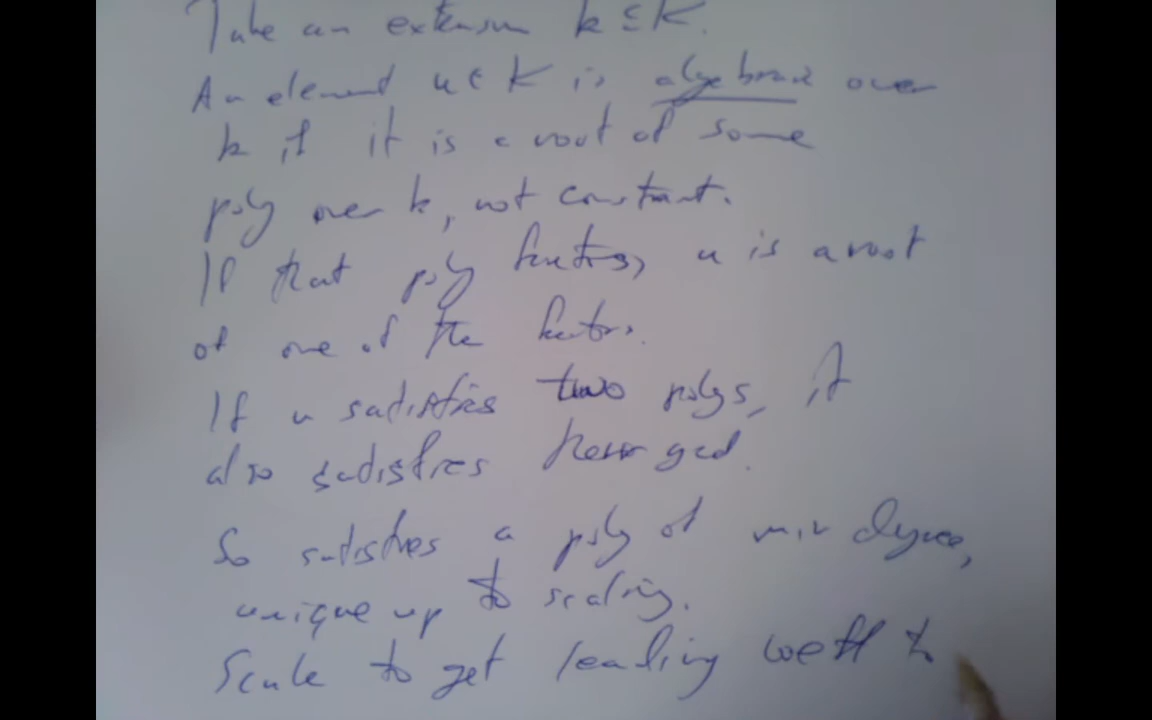 Take an extension k ⊆ K.
An element u ∈ K is algebraic over
k if it is a root of some
poly over k, not constant.
If that poly factors, u is a root
of one of the factors.
If u satisfies two polys, it
also satisfies their gcd.
So satisfies a poly of min degree,
unique up to scaling.
Scale to get leading coeff to